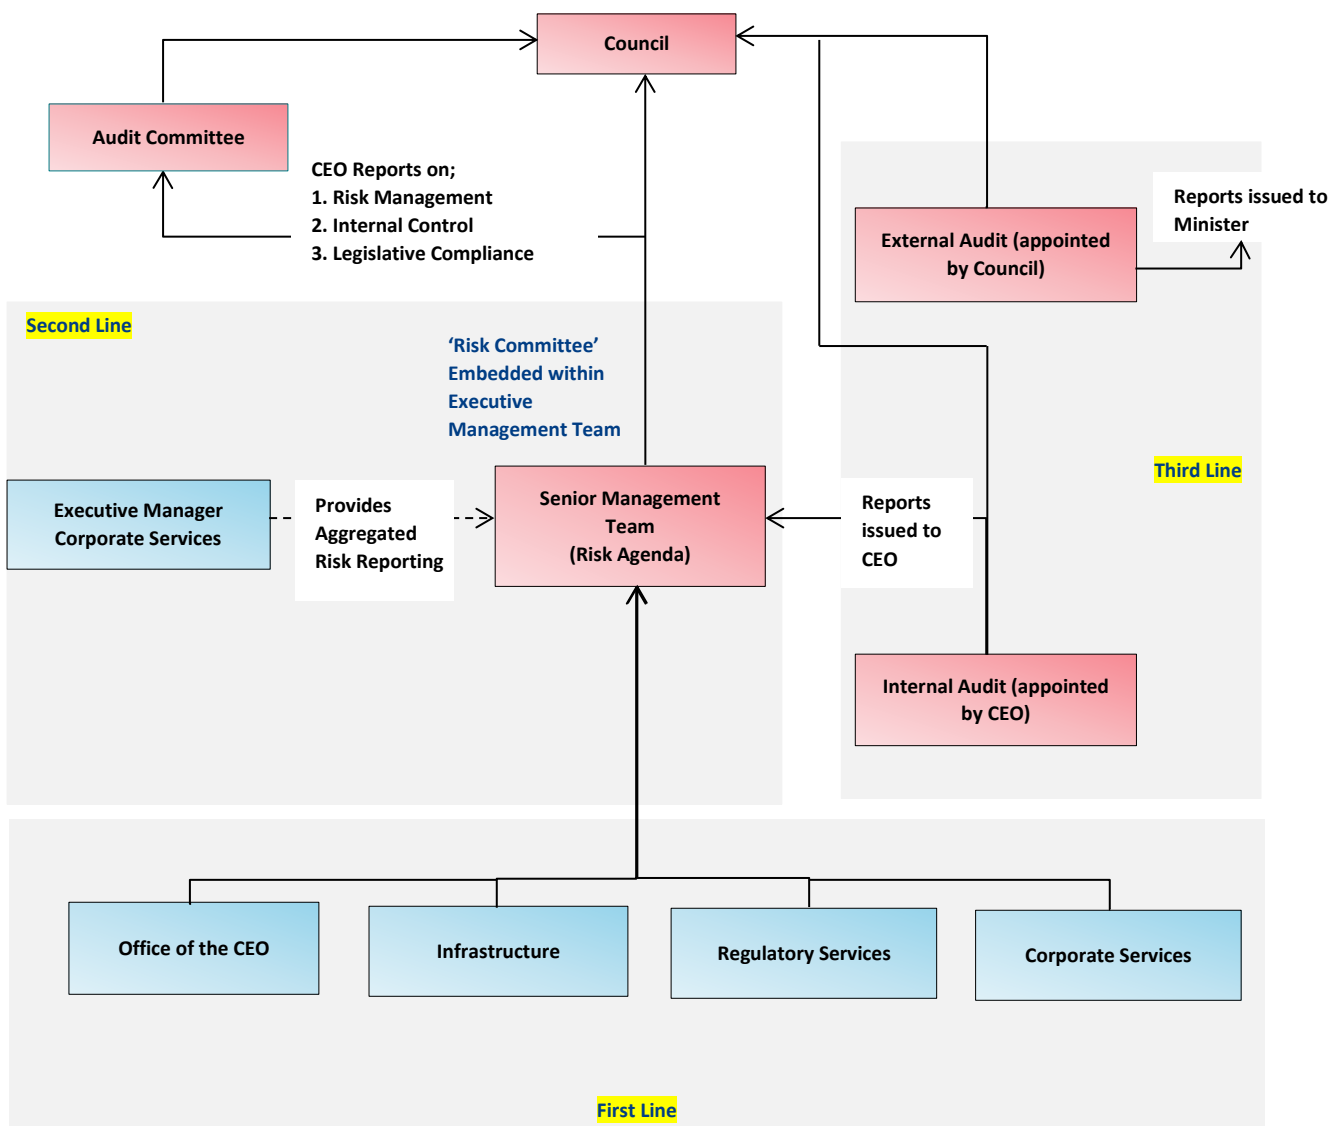 Council
Audit Committee
CEO Reports on;
1. Risk Management
2. Internal Control
3. Legislative Compliance
Reports issued to
Minister
External Audit (appointed
by Council)
Second Line
‘Risk Committee’
Embedded within
Executive
Management Team
Third Line
Executive Manager
Corporate Services
Provides
Aggregated
Risk Reporting
Senior Management
Team
(Risk Agenda)
Reports
issued to
CEO
Internal Audit (appointed
by CEO)
Office of the CEO
Infrastructure
Regulatory Services
Corporate Services
First Line